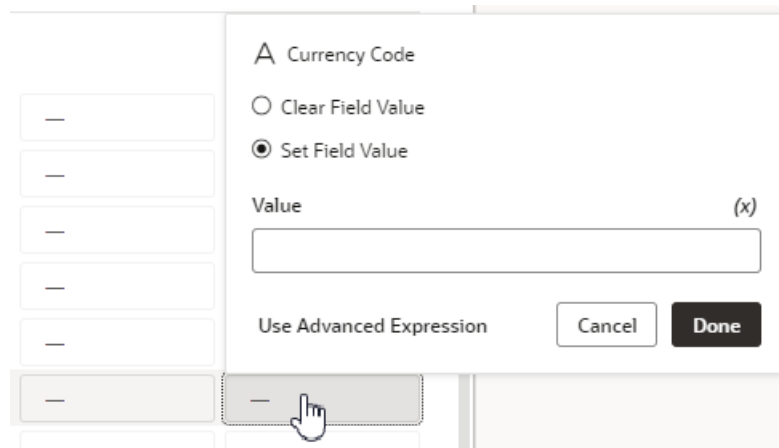 A Currency Code
Clear Field Value
Set Field Value
Value (x)
Use Advanced Expression Cancel Done
—
—
—
—
—
— —